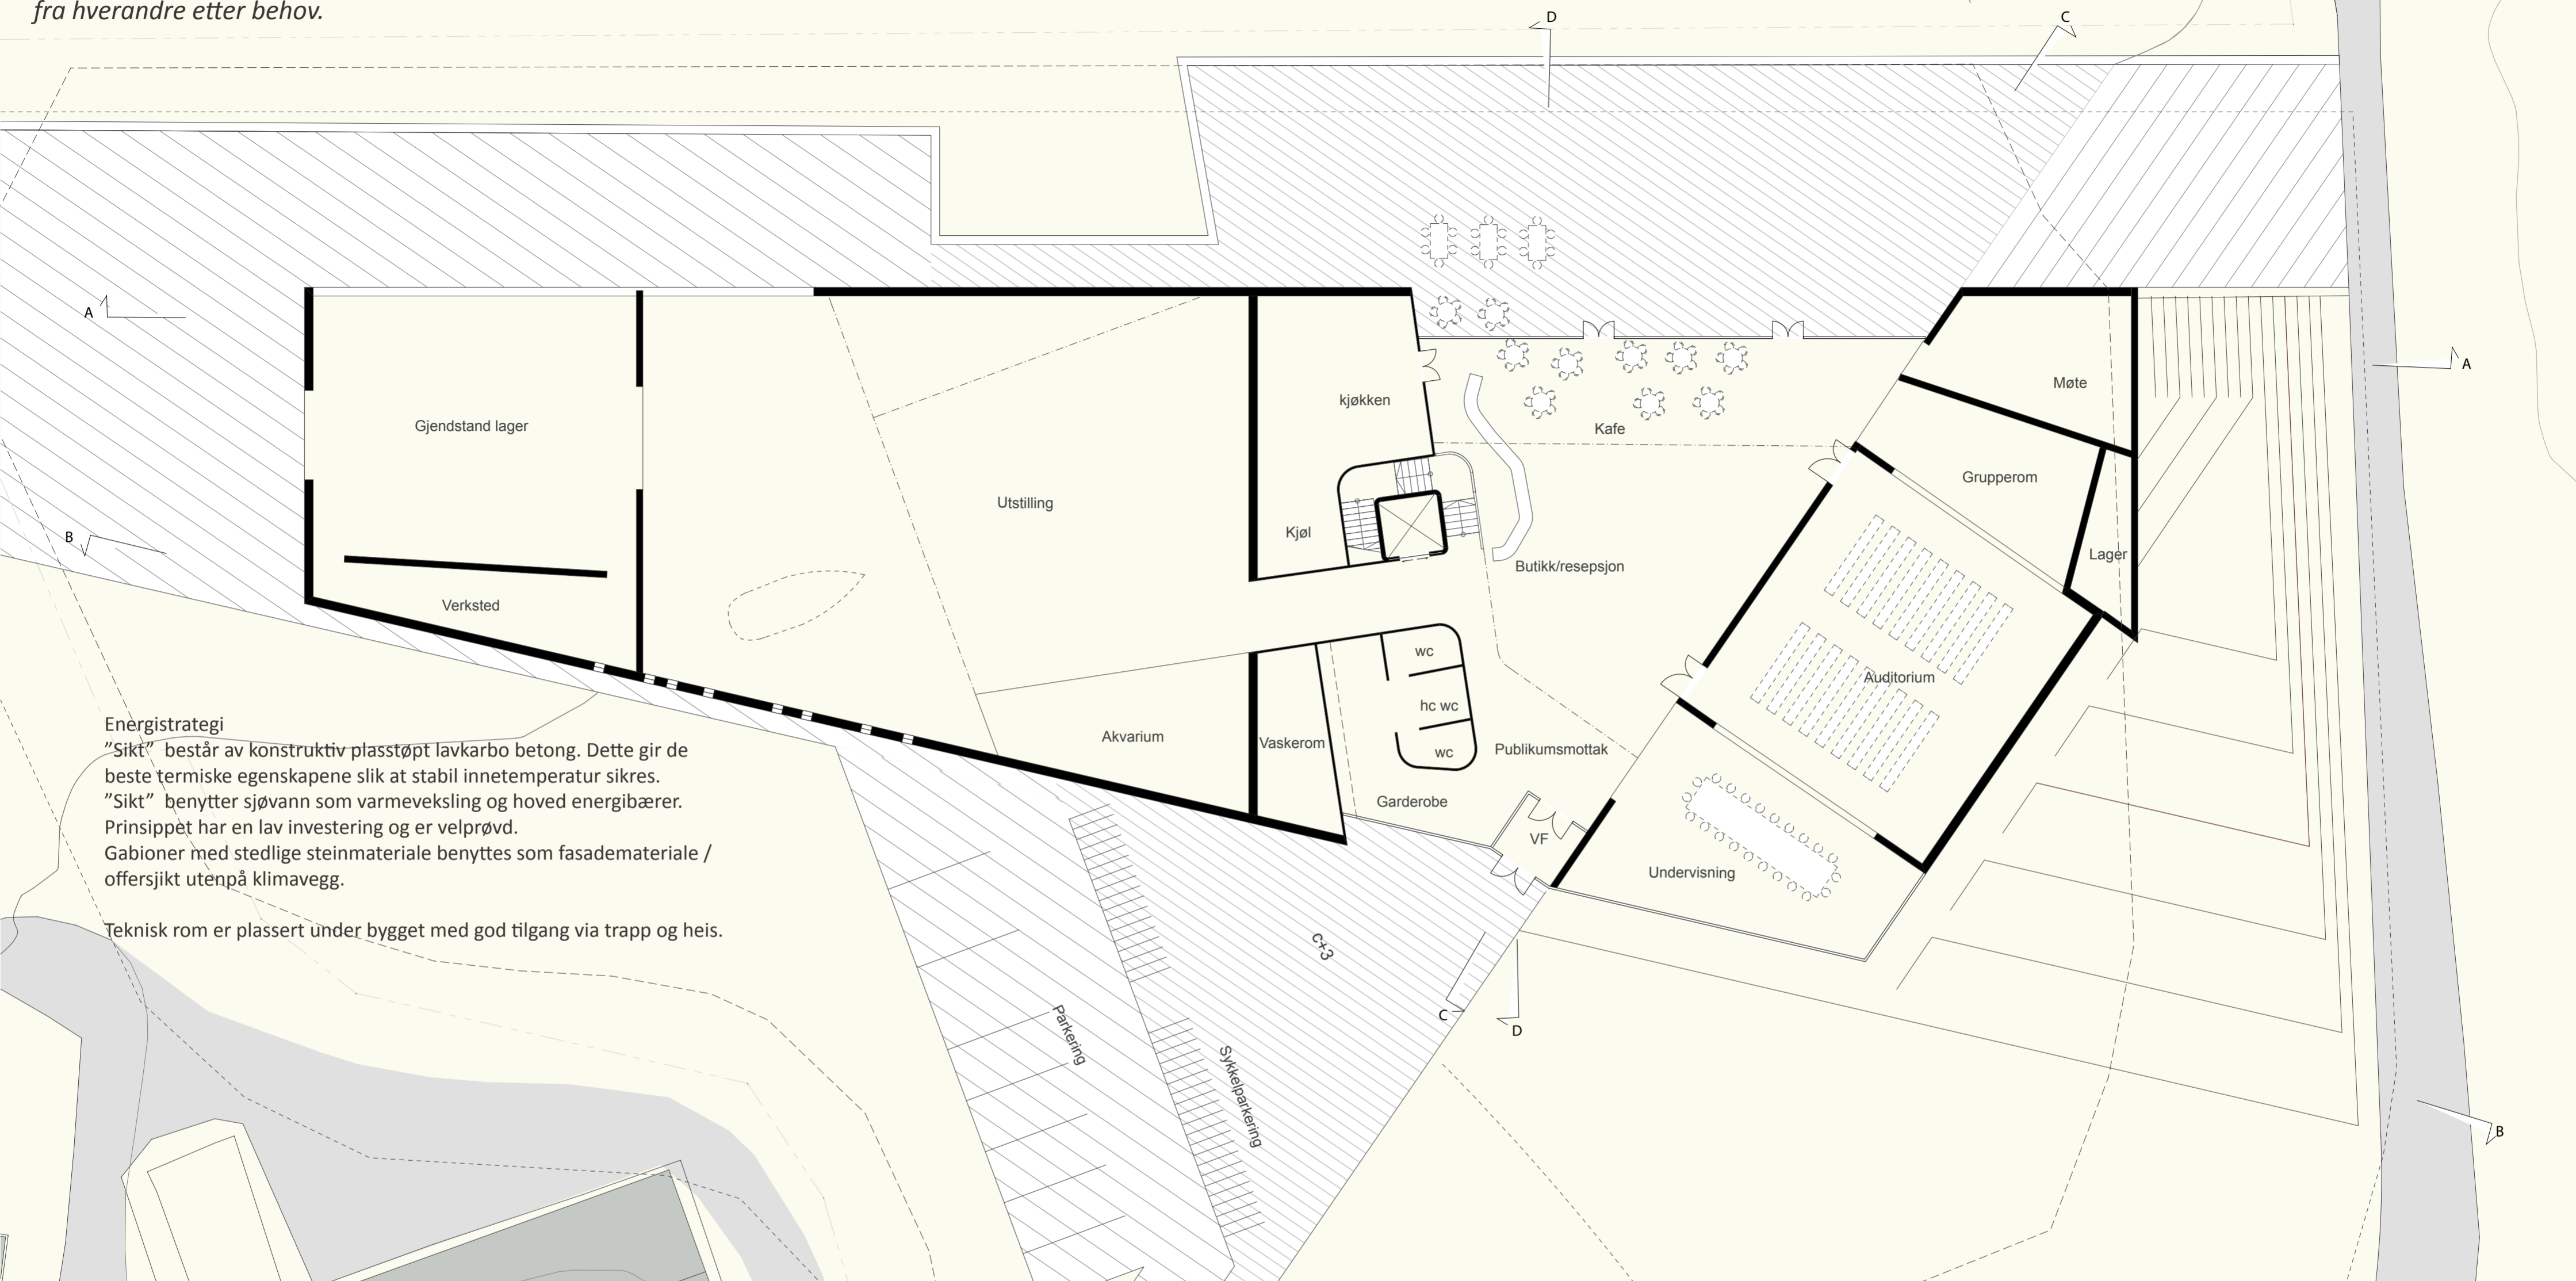 fra hverandre etter behov.
D
C
A
A
Gjendstand lager
kjøkken
Møte
Kafe
Grupperom
Utstilling
Kjøl
B
Lager
Butikk/resepsjon
Verksted
wc
Auditorium
hc wc
Akvarium
Vaskerom
wc
Publikumsmottak
Garderobe
VF
Undervisning
Energistrategi
”Sikt” består av konstruktiv plasstøpt lavkarbo betong. Dette gir de
beste termiske egenskapene slik at stabil innetemperatur sikres.
”Sikt” benytter sjøvann som varmeveksling og hoved energibærer.
Prinsippet har en lav investering og er velprøvd.
Gabioner med stedlige steinmateriale benyttes som fasademateriale /
offersjikt utenpå klimavegg.
Teknisk rom er plassert under bygget med god tilgang via trapp og heis.
c+3
C
D
Parkering
Sykkelparkering
B